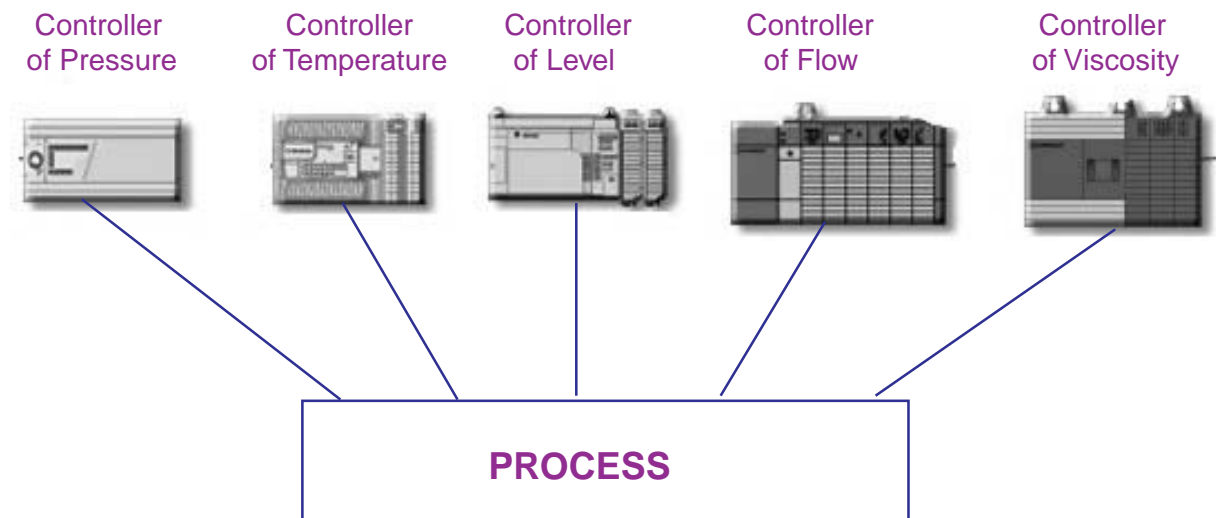 Controller
of Pressure
Controller
of Temperature
Controller
of Level
Controller
of Flow
Controller
of Viscosity
PROCESS